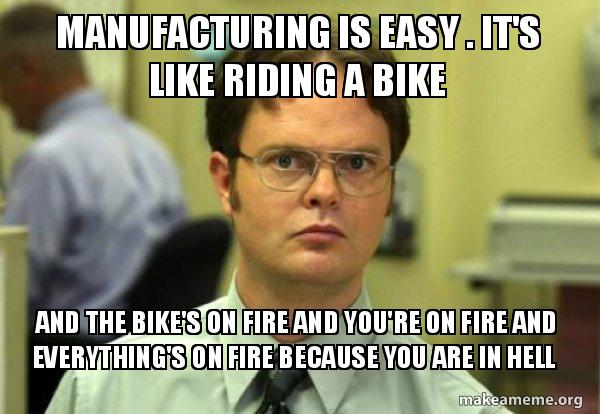 MANUFACTURING IS EASY . IT'S
LIKE RIDING A BIKE
AND THE BIKE'S ON FIRE AND YOU'RE ON FIRE AND
EVERYTHING'S ON FIRE BECAUSE YOU ARE IN HELL
makeameme.org